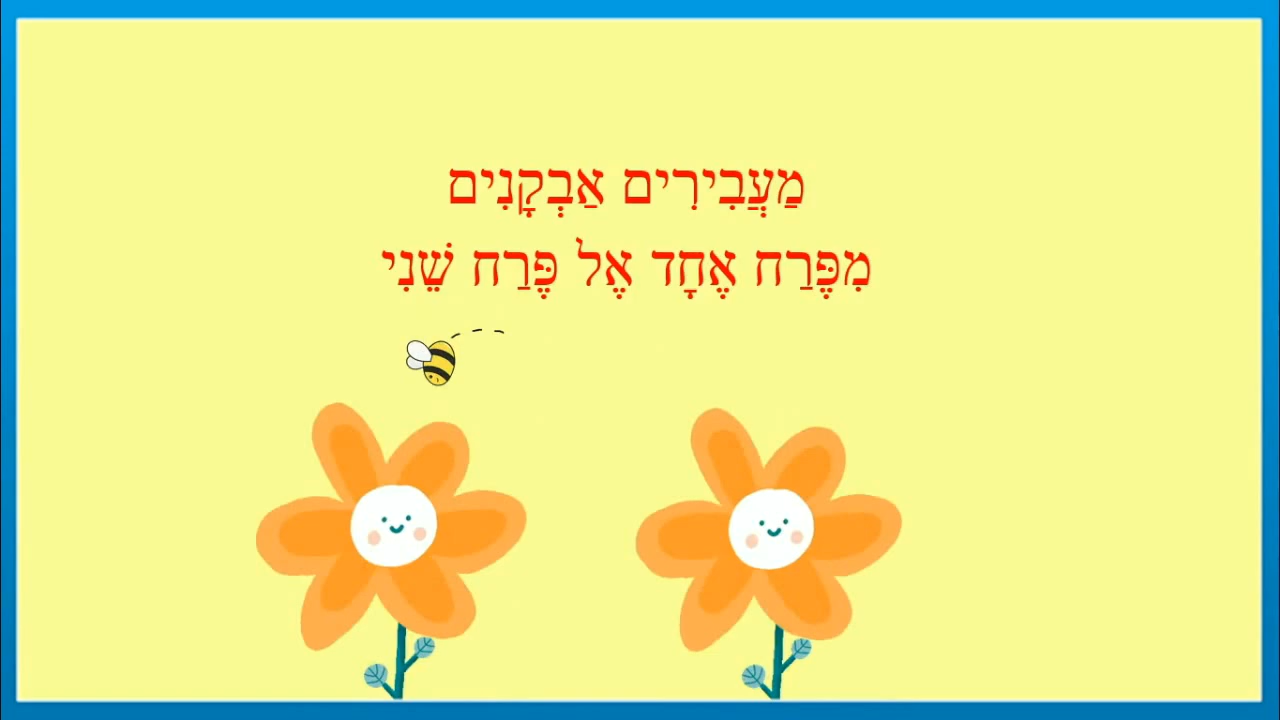 מַעֲבִירִים אַבְקָנִים
מִפֶּרַח אֶחָד אֶל פֶּרַח שֵׁנִי